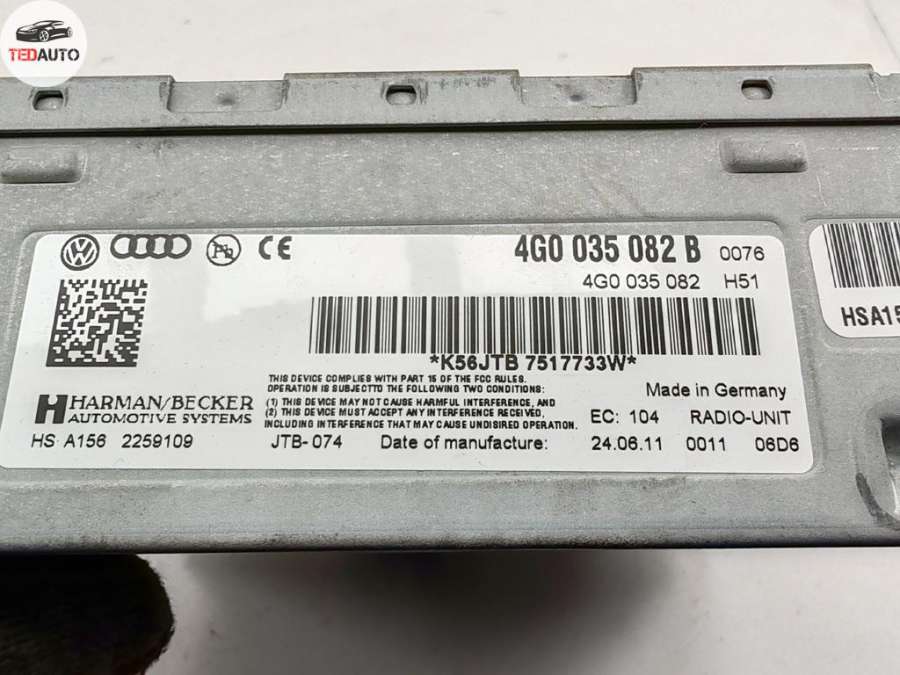 TEDAUTO
4G0 035 082 B 0076
4G0 035 082 H51
*K56JTB 7517733W*
HSA15
THIS DEVICE COMPLIES WITH PART 15 OF THE FCC RULES.
OPERATION IS SUBJECTTO THE FOLLOWING TWO CONDITIONS:
(1) THIS DEVICE MAY NOT CAUSE HARMFUL INTERFERENCE, AND
(2) THIS DEVICE MUST ACCEPT ANY INTERFERENCE RECEIVED,
INCLUDING INTERFERENCE THAT MAY CAUSE UNDISIRED OPERATION.
Made in Germany
HARMAN/BECKER
AUTOMOTIVE SYSTEMS
EC: 104 RADIO-UNIT
HS A156 2259109 JTB-074 Date of manufacture: 24.06.11 0011 06D6